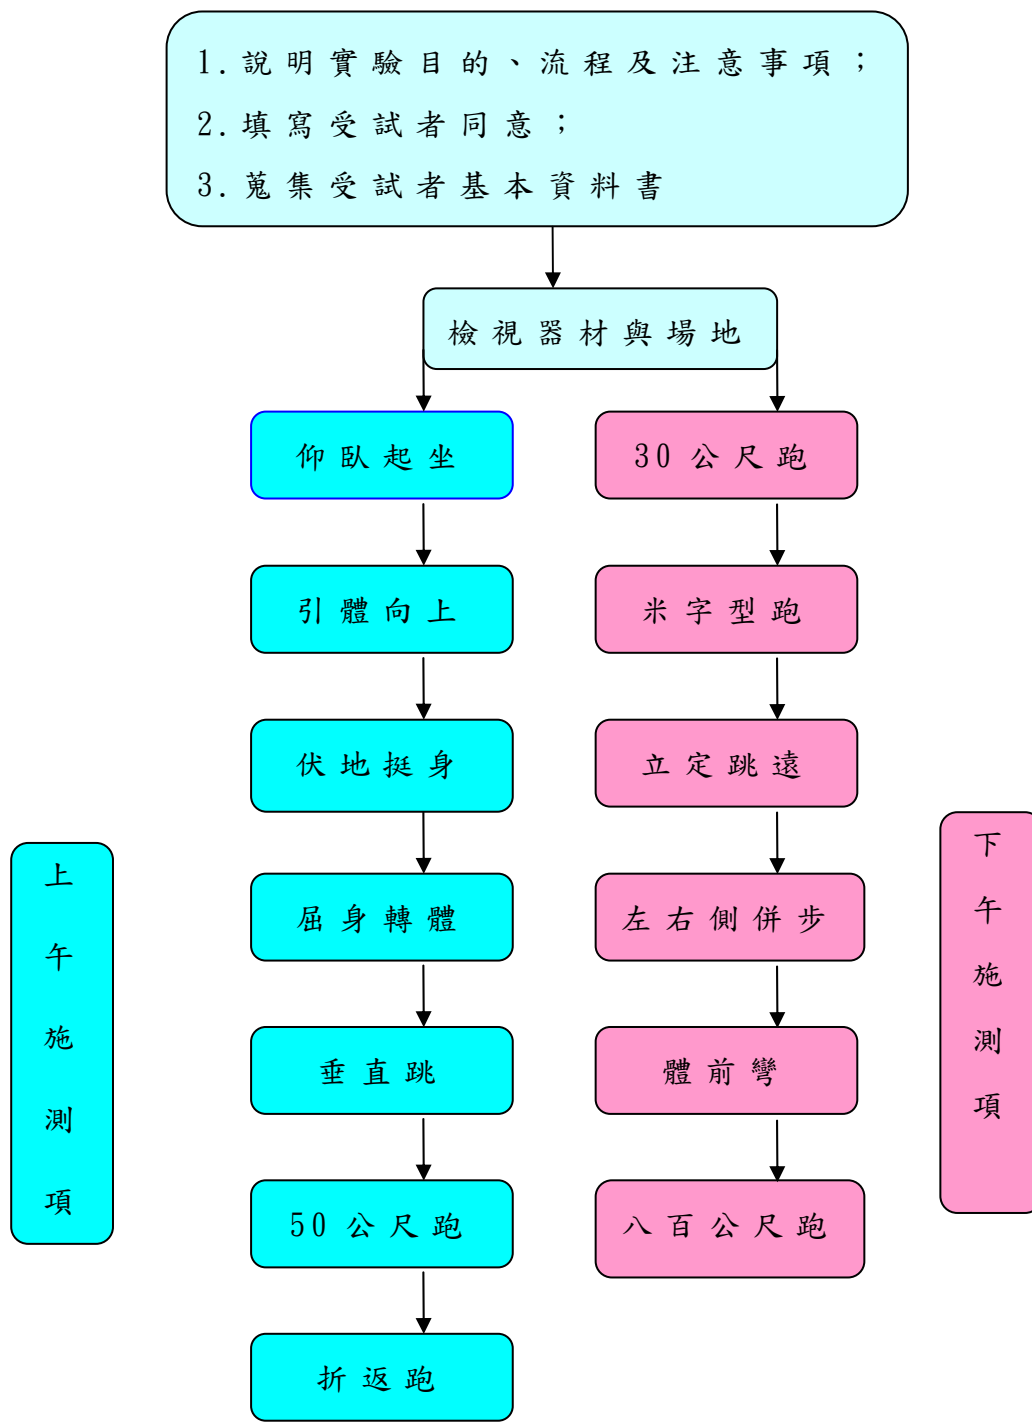 1.說明實驗目的、流程及注意事項；
2.填寫受試者同意；
3.蒐集受試者基本資料書
檢視器材與場地
仰臥起坐
30公尺跑
引體向上
米字型跑
伏地挺身
立定跳遠
屈身轉體
左右側併步
垂直跳
體前彎
50公尺跑
八百公尺跑
折返跑
上午施測項
下午施測項